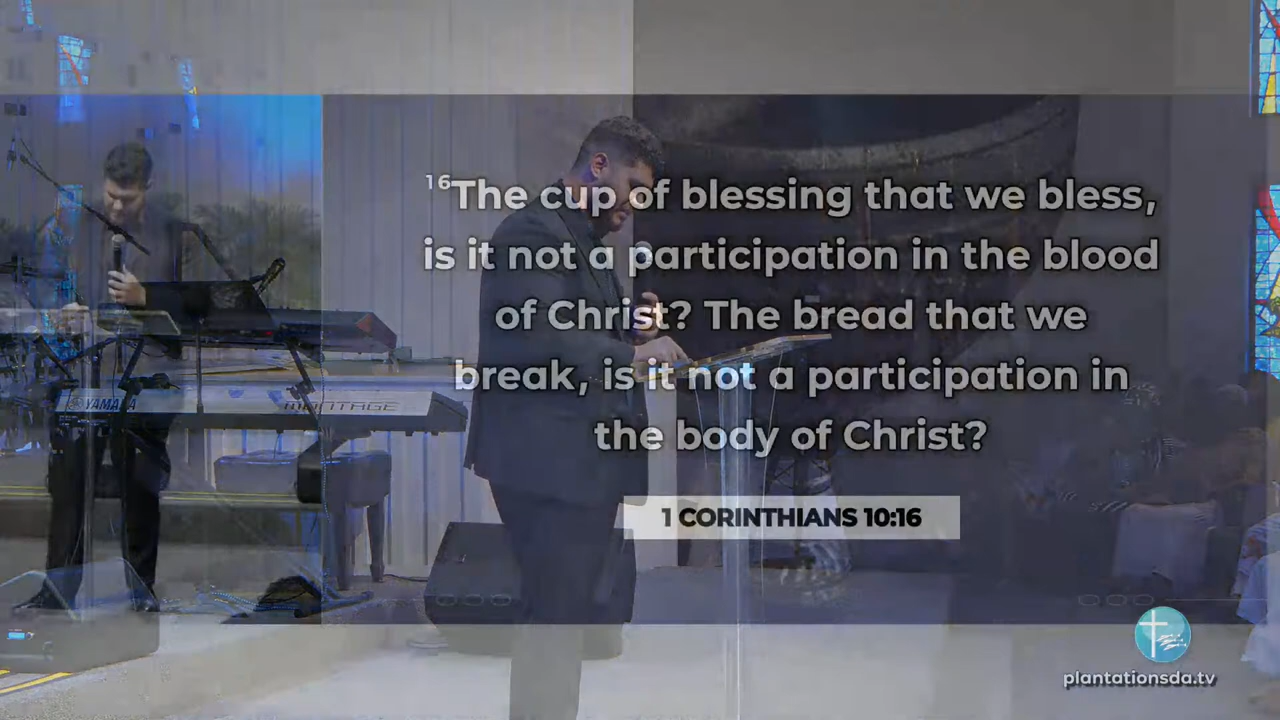 16The cup of blessing that we bless,
is it not a participation in the blood
of Christ? The bread that we
break, is it not a participation in
the body of Christ?
1 CORINTHIANS 10:16
YAMAHA
MONTAGE
plantationsda.tv